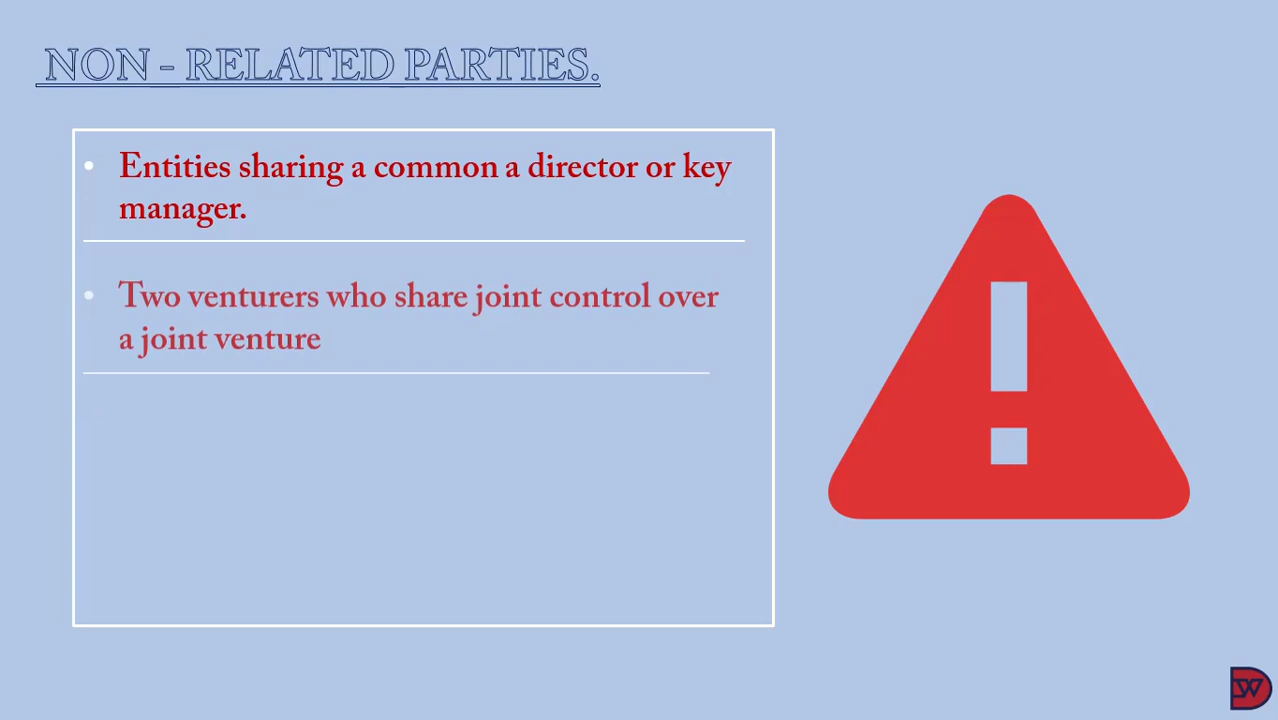 NON - RELATED PARTIES.
• Entities sharing a common a director or key
manager.
• Two venturers who share joint control over
a joint venture
DW